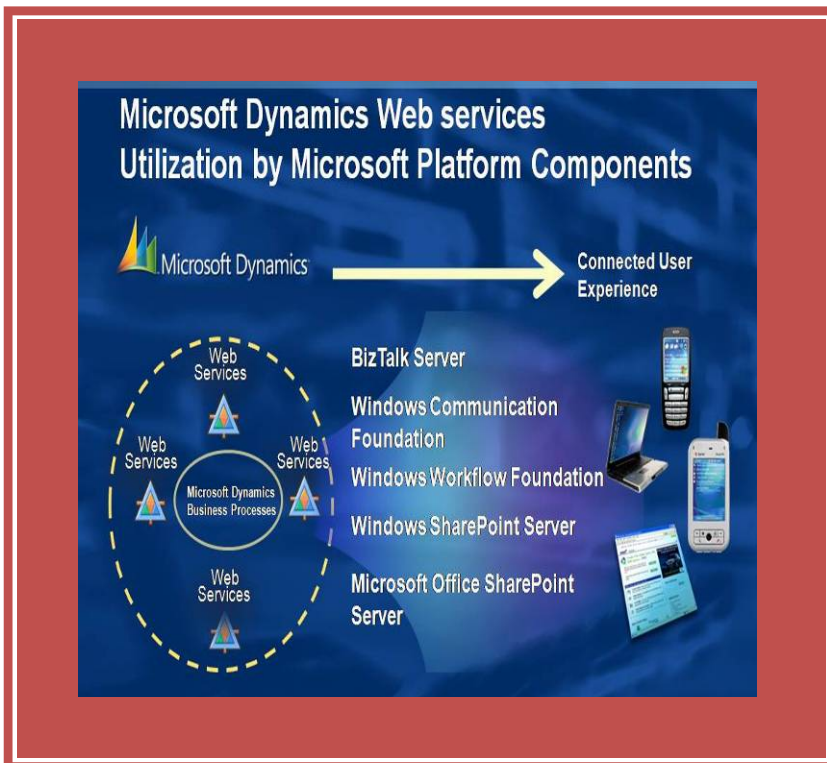 Microsoft Dynamics Web services
Utilization by Microsoft Platform Components
Microsoft Dynamics
Connected User
Experience
Web
Services
Web
Services
Web
Services
Microsoft Dynamics
Business Processes
Web
Services
BizTalk Server
Windows Communication
Foundation
Windows Workflow Foundation
Windows SharePoint Server
Microsoft Office SharePoint
Server